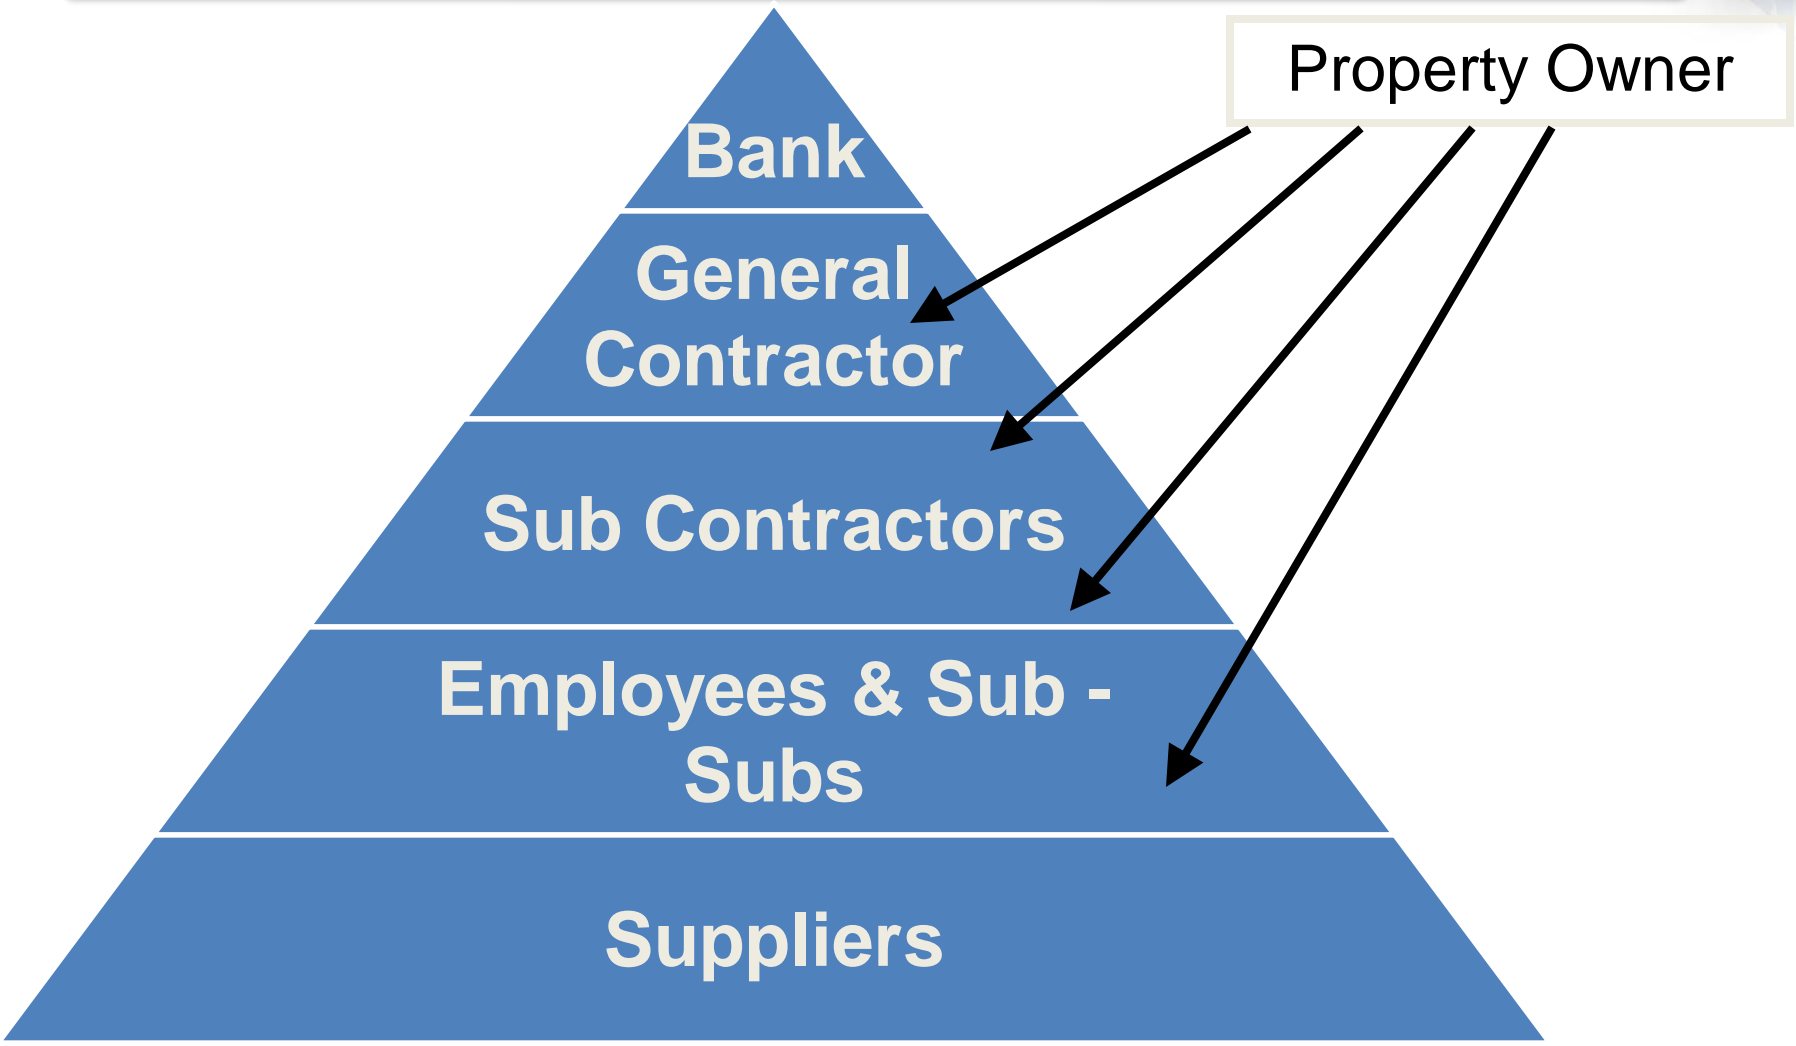 Property Owner
Bank
General
Contractor
Sub Contractors
Employees & Sub -
Subs
Suppliers